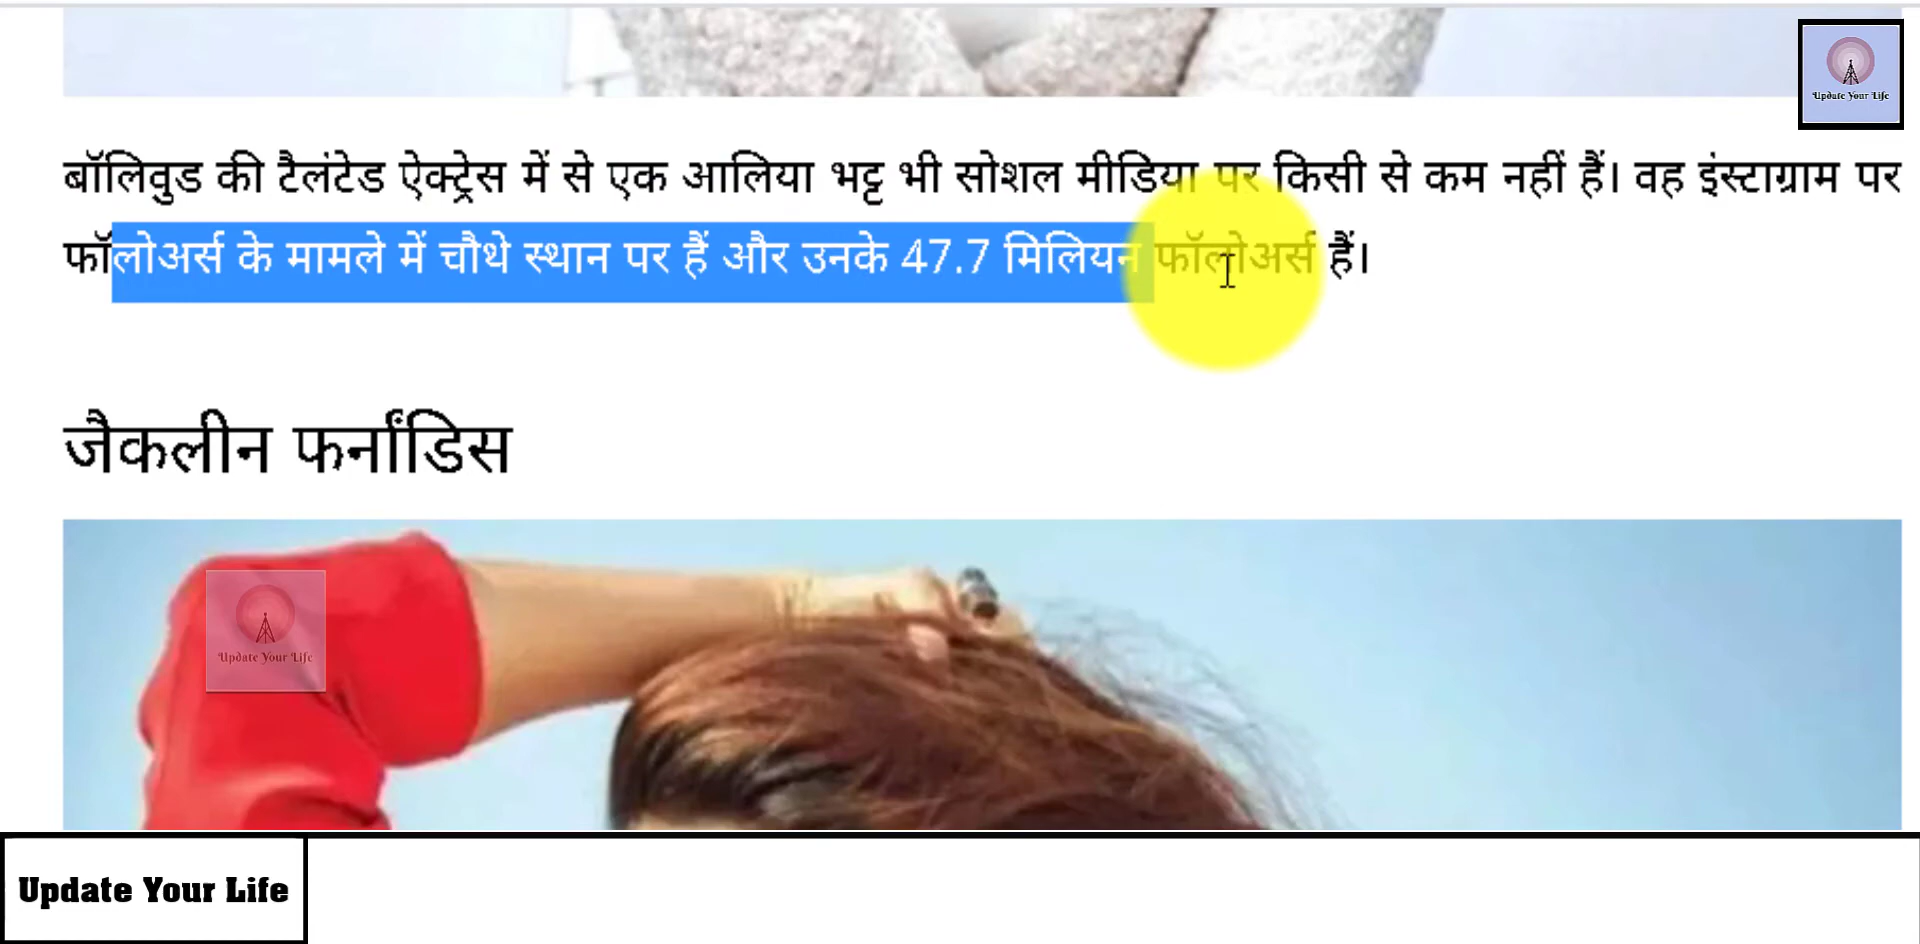 Update Your Life
बॉलिवुड की टैलंटेड ऐक्ट्रेस में से एक आलिया भट्ट भी सोशल मीडिया पर किसी से कम नहीं हैं। वह इंस्टाग्राम पर
फॉलोअर्स के मामले में चौथे स्थान पर हैं और उनके 47.7 मिलियन फॉलोअर्स हैं।
जैकलीन फर्नांडिस
Update Your Life
Update Your Life